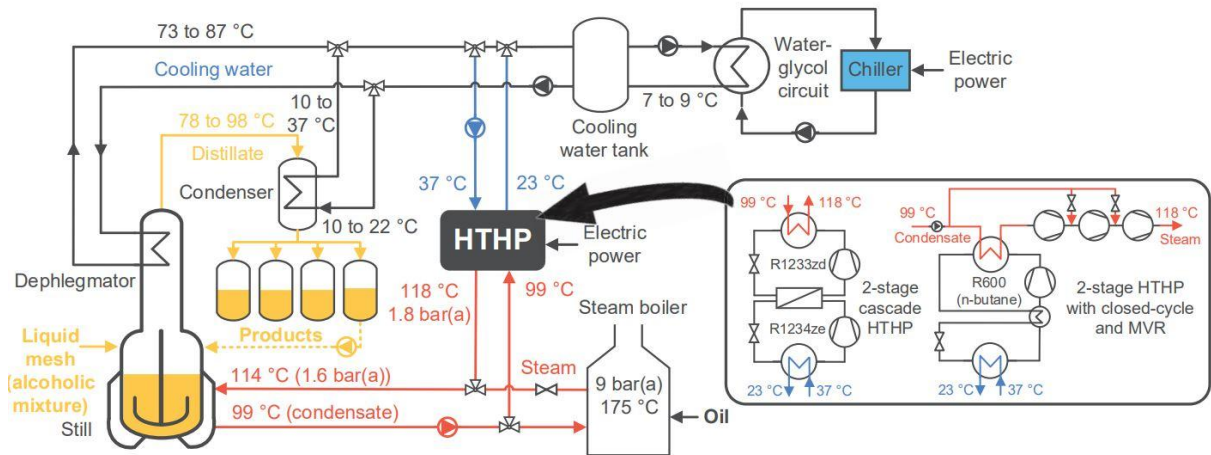 73 to 87 °C
Cooling water
10 to
37 °C
78 to 98 °C
Distillate
Condenser
10 to 22 °C
Dephlegmator
Products
Liquid
mesh
(alcoholic
mixture)
Still
114 °C (1.6 bar(a))
99 °C (condensate)
37 °C
23 °C
HTHP
Electric
power
118 °C
1.8 bar(a)
99 °C
Steam
Steam boiler
9 bar(a)
175 °C
Oil
Cooling
water tank
7 to 9 °C
Water-
glycol
circuit
Chiller
Electric
power
99 °C
118 °C
R1233zd
R1234ze
2-stage
cascade
HTHP
23 °C
37 °C
99 °C
Condensate
118 °C
Steam
R600
(n-butane)
2-stage HTHP
with closed-cycle
and MVR
23 °C
37 °C